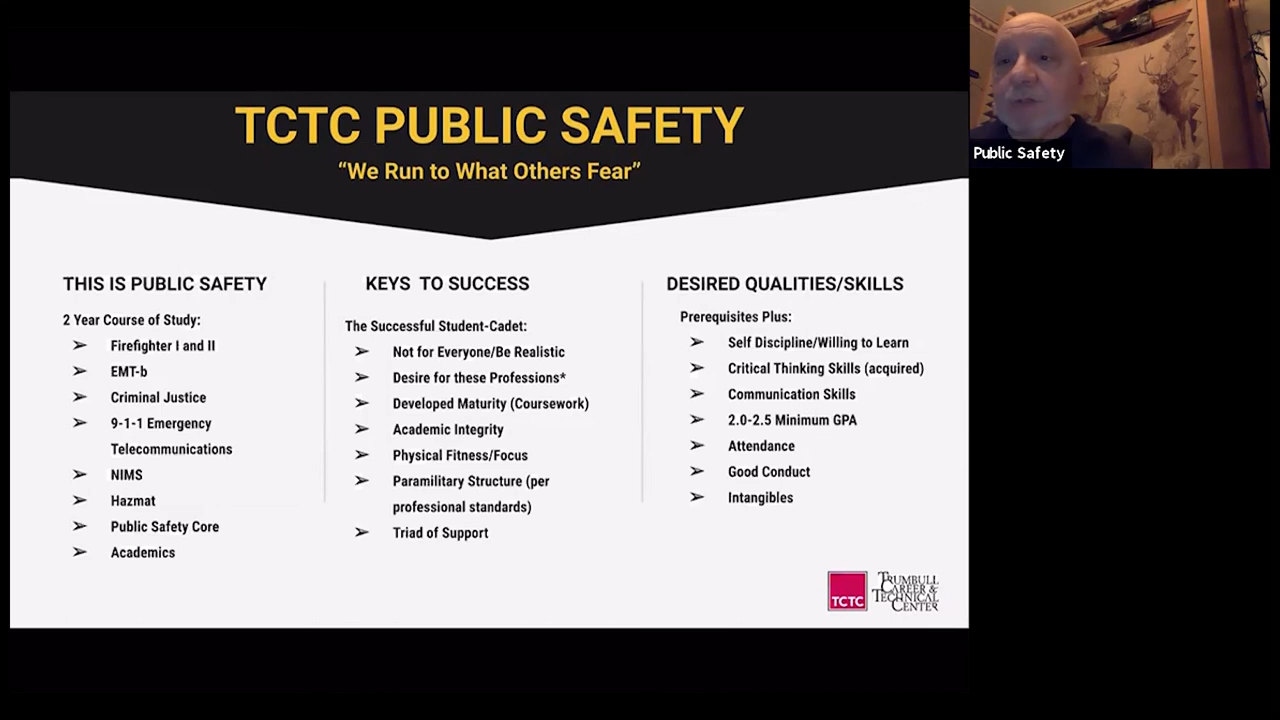 TCTC PUBLIC SAFETY
“We Run to What Others Fear”
THIS IS PUBLIC SAFETY
2 Year Course of Study:
➢ Firefighter I and II
➢ EMT-b
➢ Criminal Justice
➢ 9-1-1 Emergency
Telecommunications
➢ NIMS
➢ Hazmat
➢ Public Safety Core
➢ Academics
KEYS TO SUCCESS
The Successful Student-Cadet:
➢ Not for Everyone/Be Realistic
➢ Desire for these Professions*
➢ Developed Maturity (Coursework)
➢ Academic Integrity
➢ Physical Fitness/Focus
➢ Paramilitary Structure (per
professional standards)
➢ Triad of Support
DESIRED QUALITIES/SKILLS
Prerequisites Plus:
➢ Self Discipline/Willing to Learn
➢ Critical Thinking Skills (acquired)
➢ Communication Skills
➢ 2.0-2.5 Minimum GPA
➢ Attendance
➢ Good Conduct
➢ Intangibles
TCTC
TRUMBULL
CAREER &
TECHNICAL
CENTER
Public Safety